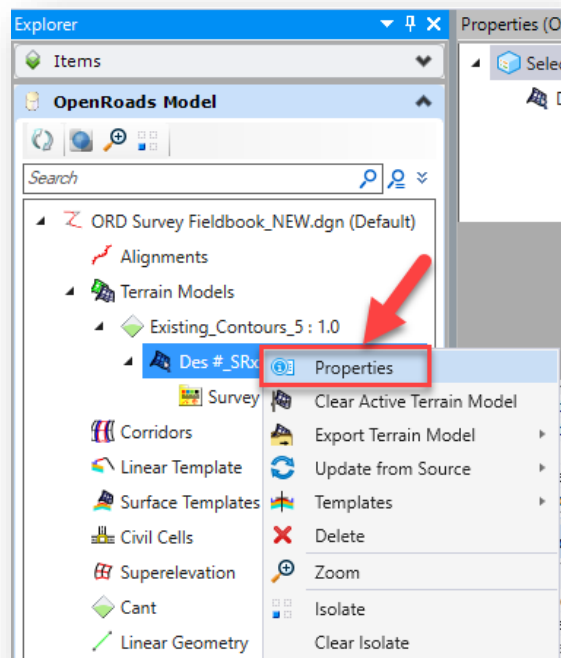 Explorer
Properties (O
Items
Selec
OpenRoads Model
Search
ORD Survey Fieldbook_NEW.dgn (Default)
Alignments
Terrain Models
Existing_Contours_5 : 1.0
Des #_SRx
Properties
Survey
Clear Active Terrain Model
Corridors
Export Terrain Model
Linear Template
Update from Source
Surface Templates
Templates
Civil Cells
Delete
Superelevation
Zoom
Cant
Isolate
Linear Geometry
Clear Isolate